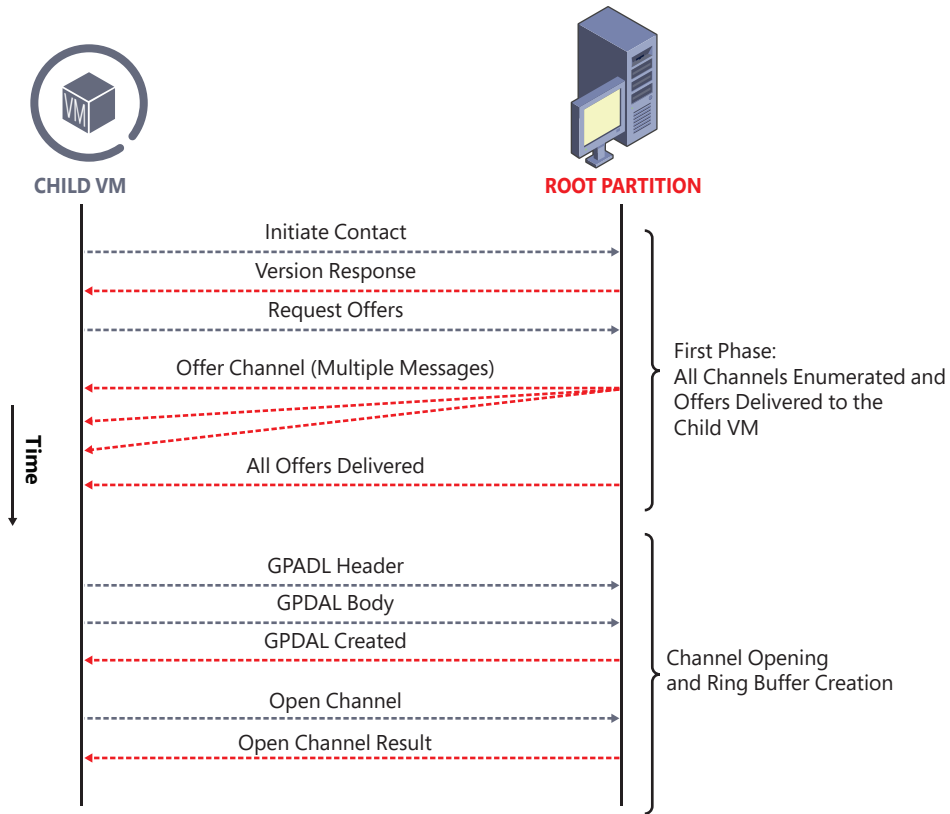 VM
CHILD VM
ROOT PARTITION
Initiate Contact
Version Response
Request Offers
Offer Channel (Multiple Messages)
All Offers Delivered
First Phase:
All Channels Enumerated and
Offers Delivered to the
Child VM
Time
GPADL Header
GPDAL Body
GPDAL Created
Open Channel
Open Channel Result
Channel Opening
and Ring Buffer Creation